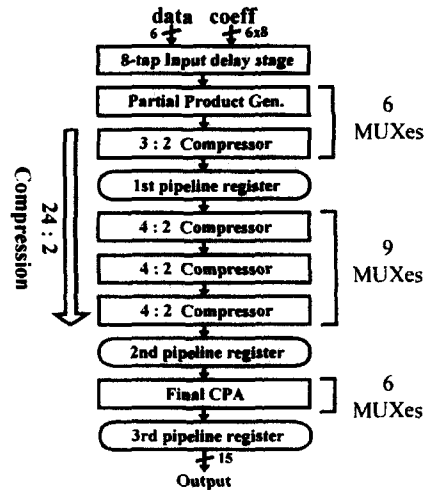 data coeff
6 6x8
8-tap Input delay stage
Partial Product Gen.
3 : 2 Compressor
6
MUXes
1st pipeline register
24 : 2
Compression
4 : 2 Compressor
4 : 2 Compressor
4 : 2 Compressor
9
MUXes
2nd pipeline register
Final CPA
6
MUXes
3rd pipeline register
15
Output